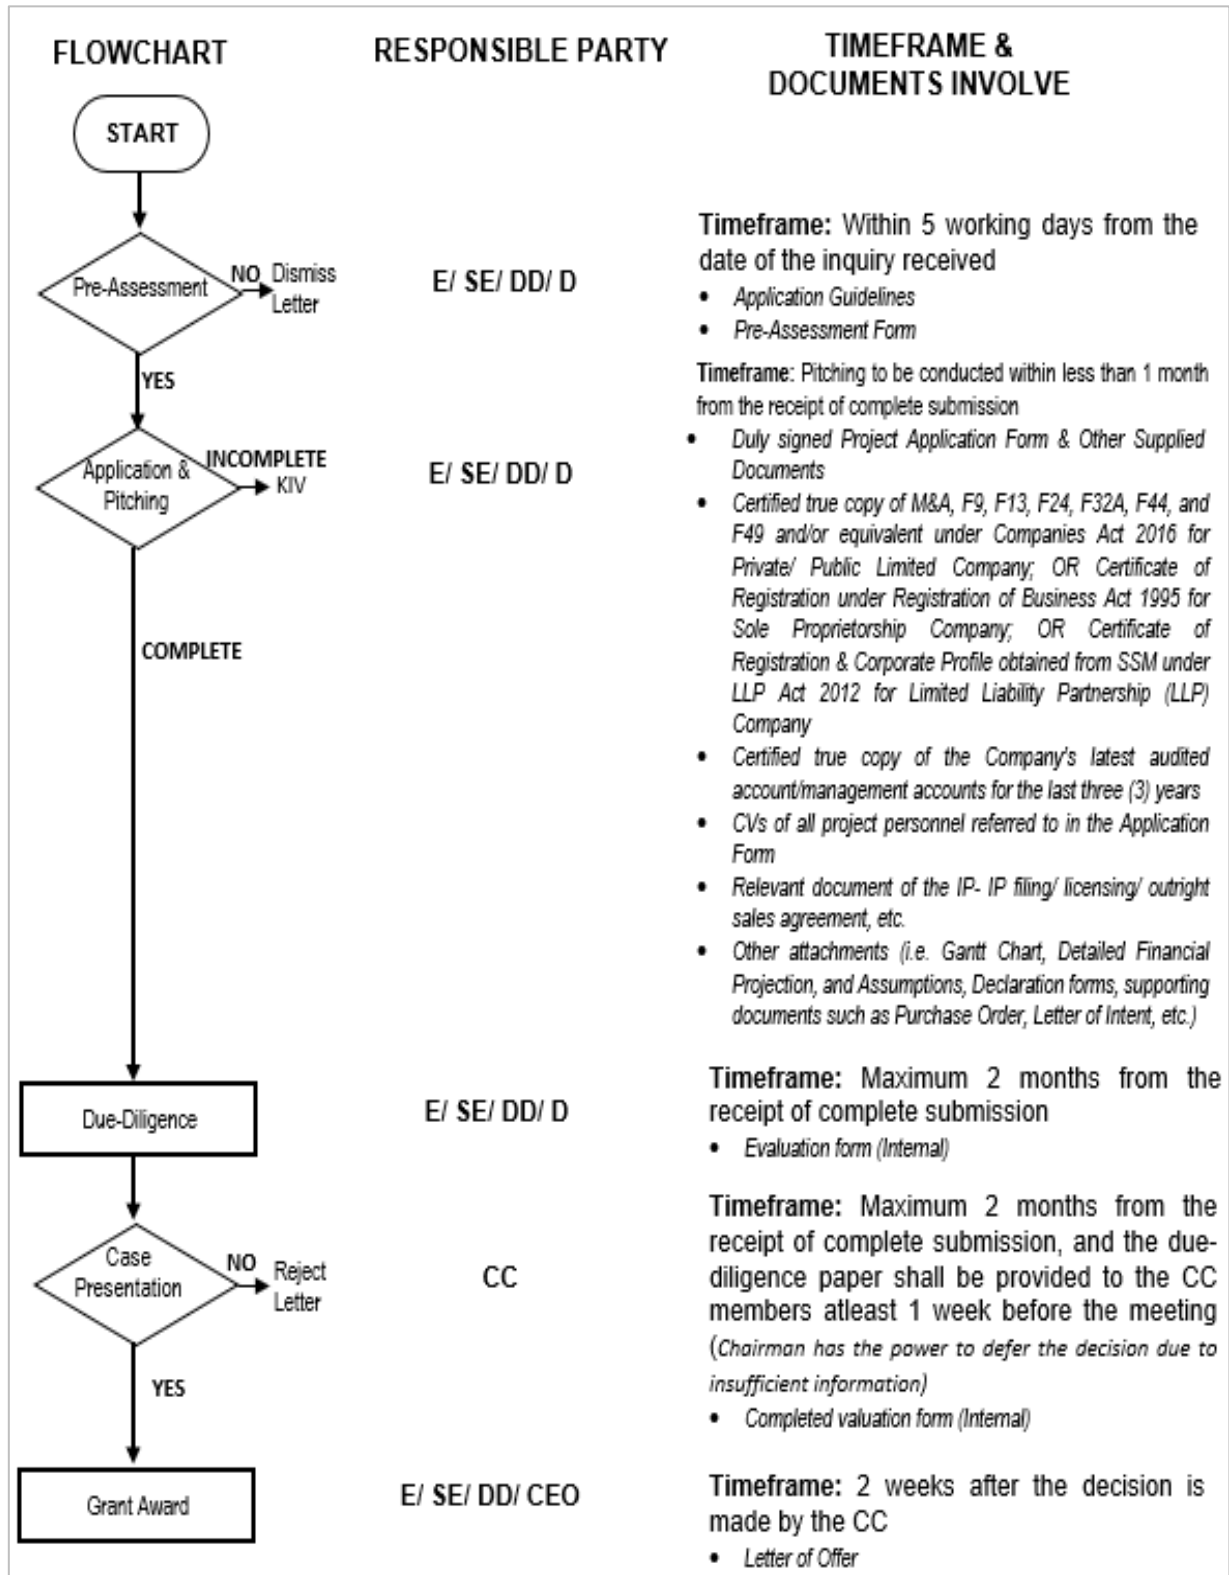 FLOWCHART
RESPONSIBLE PARTY
TIMEFRAME &
DOCUMENTS INVOLVE
START
Pre-Assessment
NO
Dismiss
Letter
E/ SE/ DD/ D
Timeframe: Within 5 working days from the
date of the inquiry received
• Application Guidelines
• Pre-Assessment Form
YES
Application &
Pitching
INCOMPLETE
KIV
E/ SE/ DD/ D
Timeframe: Pitching to be conducted within less than 1 month
from the receipt of complete submission
• Duly signed Project Application Form & Other Supplied
Documents
• Certified true copy of M&A, F9, F13, F24, F32A, F44, and
F49 and/or equivalent under Companies Act 2016 for
Private/ Public Limited Company; OR Certificate of
Registration under Registration of Business Act 1995 for
Sole Proprietorship Company; OR Certificate of
Registration & Corporate Profile obtained from SSM under
LLP Act 2012 for Limited Liability Partnership (LLP)
Company
• Certified true copy of the Company's latest audited
account/management accounts for the last three (3) years
• CVs of all project personnel referred to in the Application
Form
• Relevant document of the IP- IP filing/ licensing/ outright
sales agreement, etc.
• Other attachments (i.e. Gantt Chart, Detailed Financial
Projection, and Assumptions, Declaration forms, supporting
documents such as Purchase Order, Letter of Intent, etc.)
COMPLETE
Due-Diligence
E/ SE/ DD/ D
Timeframe: Maximum 2 months from the
receipt of complete submission
• Evaluation form (Internal)
Case
Presentation
NO
Reject
Letter
CC
Timeframe: Maximum 2 months from the
receipt of complete submission, and the due-
diligence paper shall be provided to the CC
members atleast 1 week before the meeting
(Chairman has the power to defer the decision due to
insufficient information)
• Completed valuation form (Internal)
YES
Grant Award
E/ SE/ DD/ CEO
Timeframe: 2 weeks after the decision is
made by the CC
• Letter of Offer